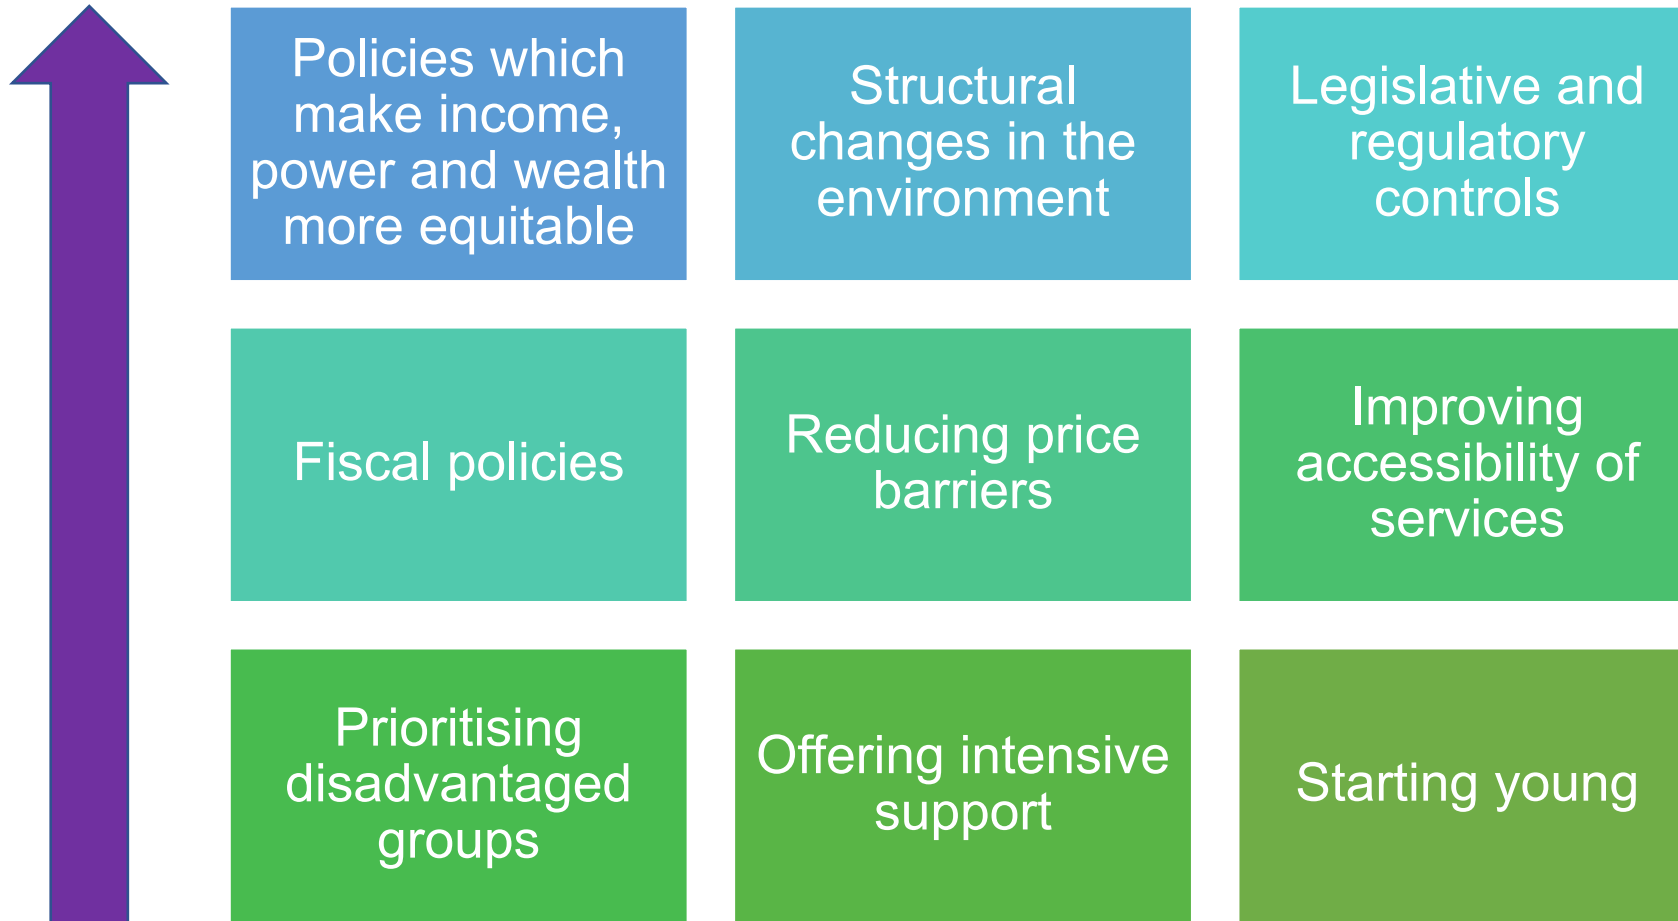 Policies which
make income,
power and wealth
more equitable
Structural
changes in the
environment
Legislative and
regulatory
controls
Fiscal policies
Reducing price
barriers
Improving
accessibility of
services
Prioritising
disadvantaged
groups
Offering intensive
support
Starting young